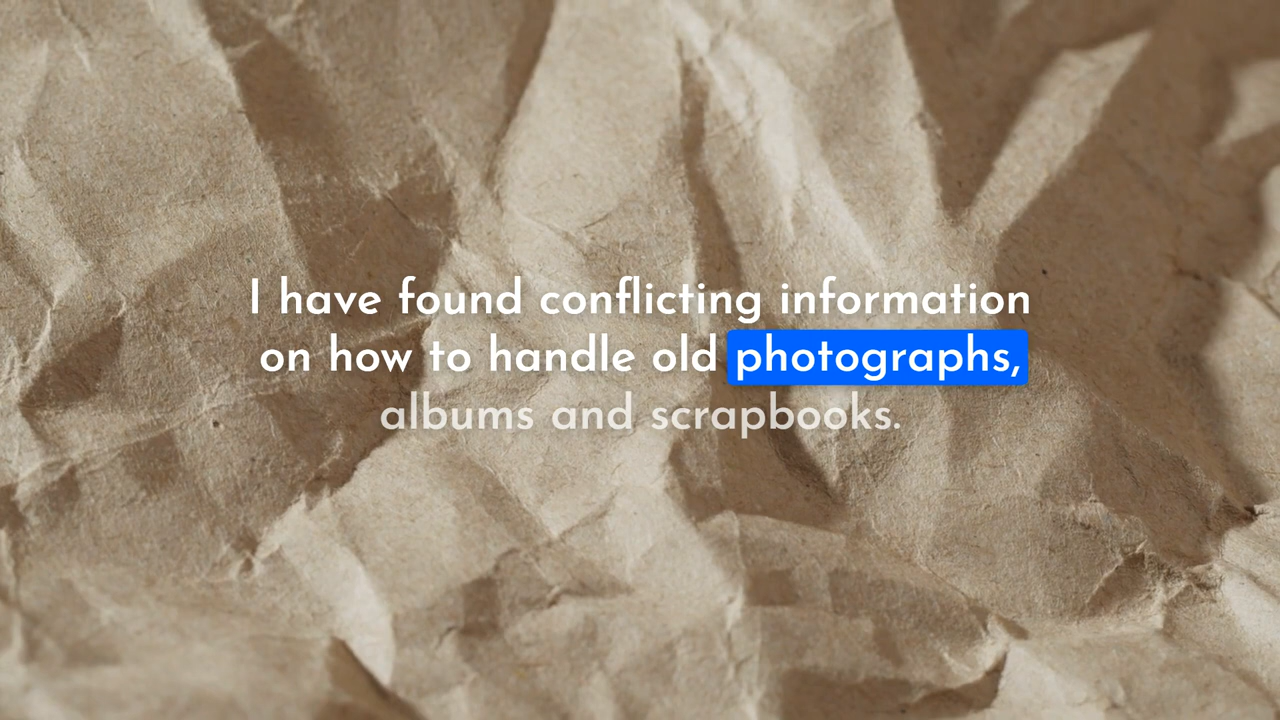 I have found conflicting information
on how to handle old photographs,
albums and scrapbooks.